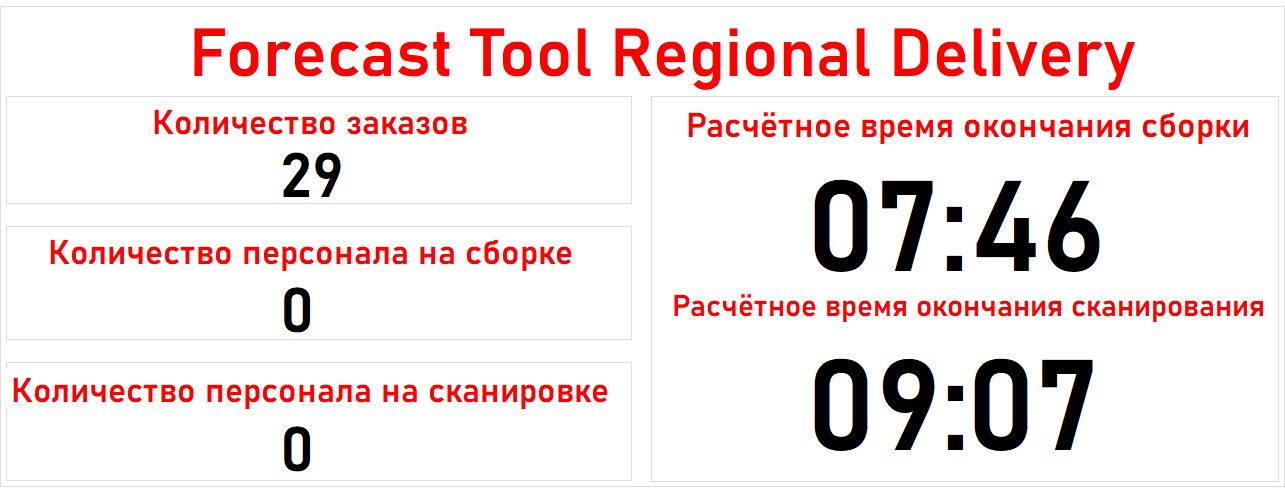 Forecast Tool Regional Delivery
Количество заказов
29
Количество персонала на сборке
0
Количество персонала на сканировке
0
Расчётное время окончания сборки
07:46
Расчётное время окончания сканирования
09:07